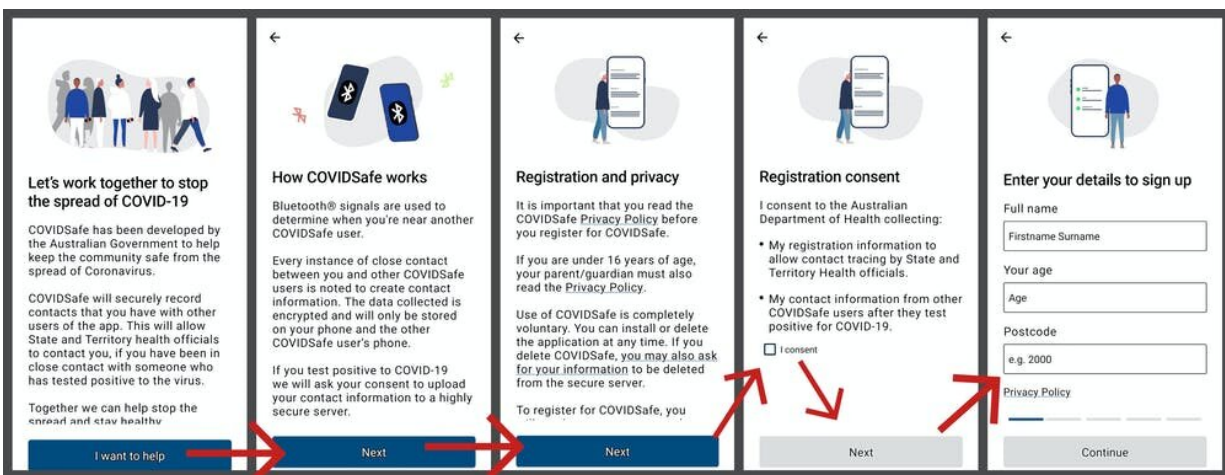 Let's work together to stop
the spread of COVID-19
COVIDSafe has been developed by
the Australian Government to help
keep the community safe from the
spread of Coronavirus.
COVIDSafe will securely record
contacts that you have with other
users of the app. This will allow
State and Territory health officials
to contact you, if you have been in
close contact with someone who
has tested positive to the virus.
Together we can help stop the
spread and stay healthy
I want to help
How COVIDSafe works
Bluetooth® signals are used to
determine when you're near another
COVIDSafe user.
Every instance of close contact
between you and other COVIDSafe
users is noted to create contact
information. The data collected is
encrypted and will only be stored
on your phone and the other
COVIDSafe user's phone.
If you test positive to COVID-19
we will ask your consent to upload
your contact information to a highly
secure server.
Next
Registration and privacy
It is important that you read the
COVIDSafe Privacy Policy before
you register for COVIDSafe.
If you are under 16 years of age,
your parent/guardian must also
read the Privacy Policy.
Use of COVIDSafe is completely
voluntary. You can install or delete
the application at any time. If you
delete COVIDSafe, you may also ask
for your information to be deleted
from the secure server.
To register for COVIDSafe, you
Next
Registration consent
I consent to the Australian
Department of Health collecting:
• My registration information to
allow contact tracing by State and
Territory Health officials.
• My contact information from other
COVIDSafe users after they test
positive for COVID-19.
I consent
Next
Enter your details to sign up
Full name
Firstname Surname
Your age
Age
Postcode
e.g. 2000
Privacy Policy
Continue